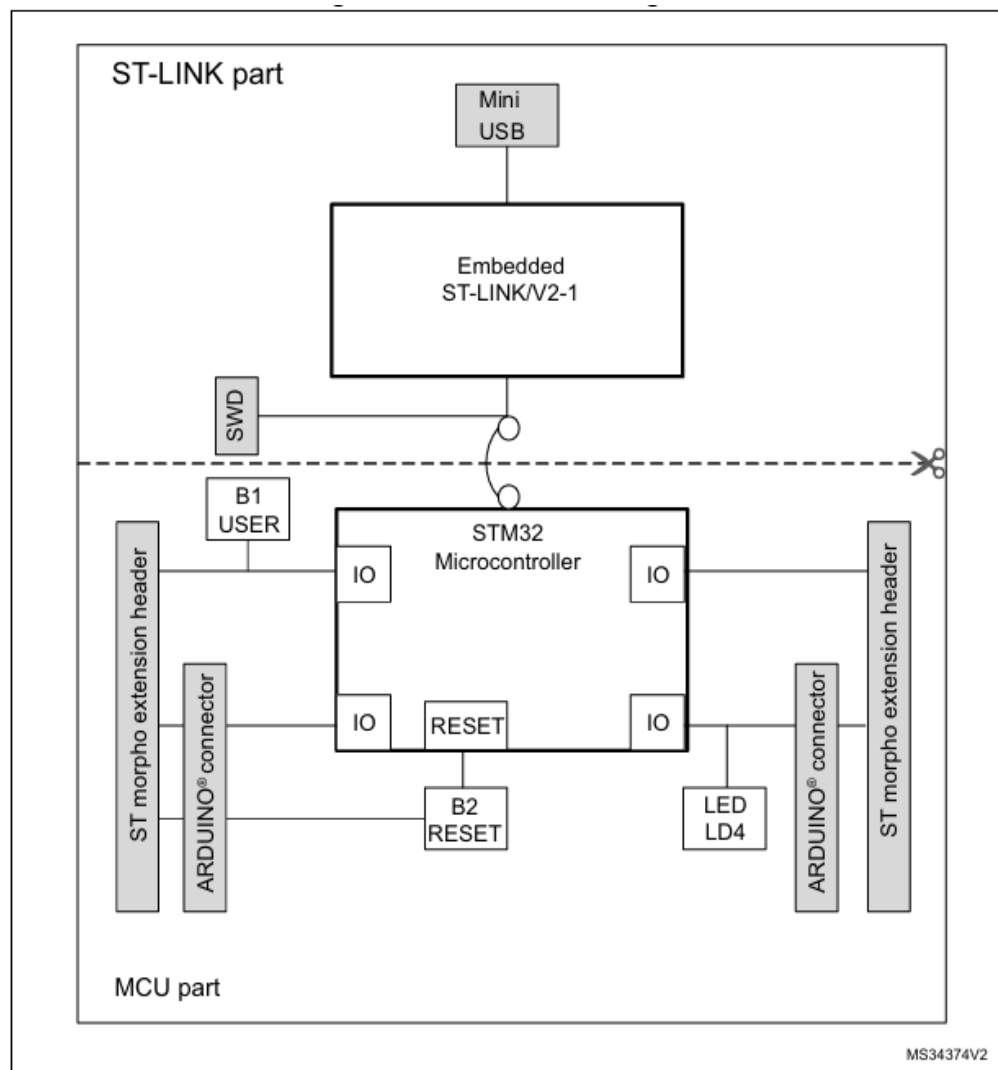 ST-LINK part
Mini
USB
Embedded
ST-LINK/V2-1
SWD
B1
USER
STM32
Microcontroller
IO
IO
ST morpho extension header
ST morpho extension header
ARDUINO® connector
ARDUINO® connector
IO
RESET
IO
B2
RESET
LED
LD4
MCU part
MS34374V2